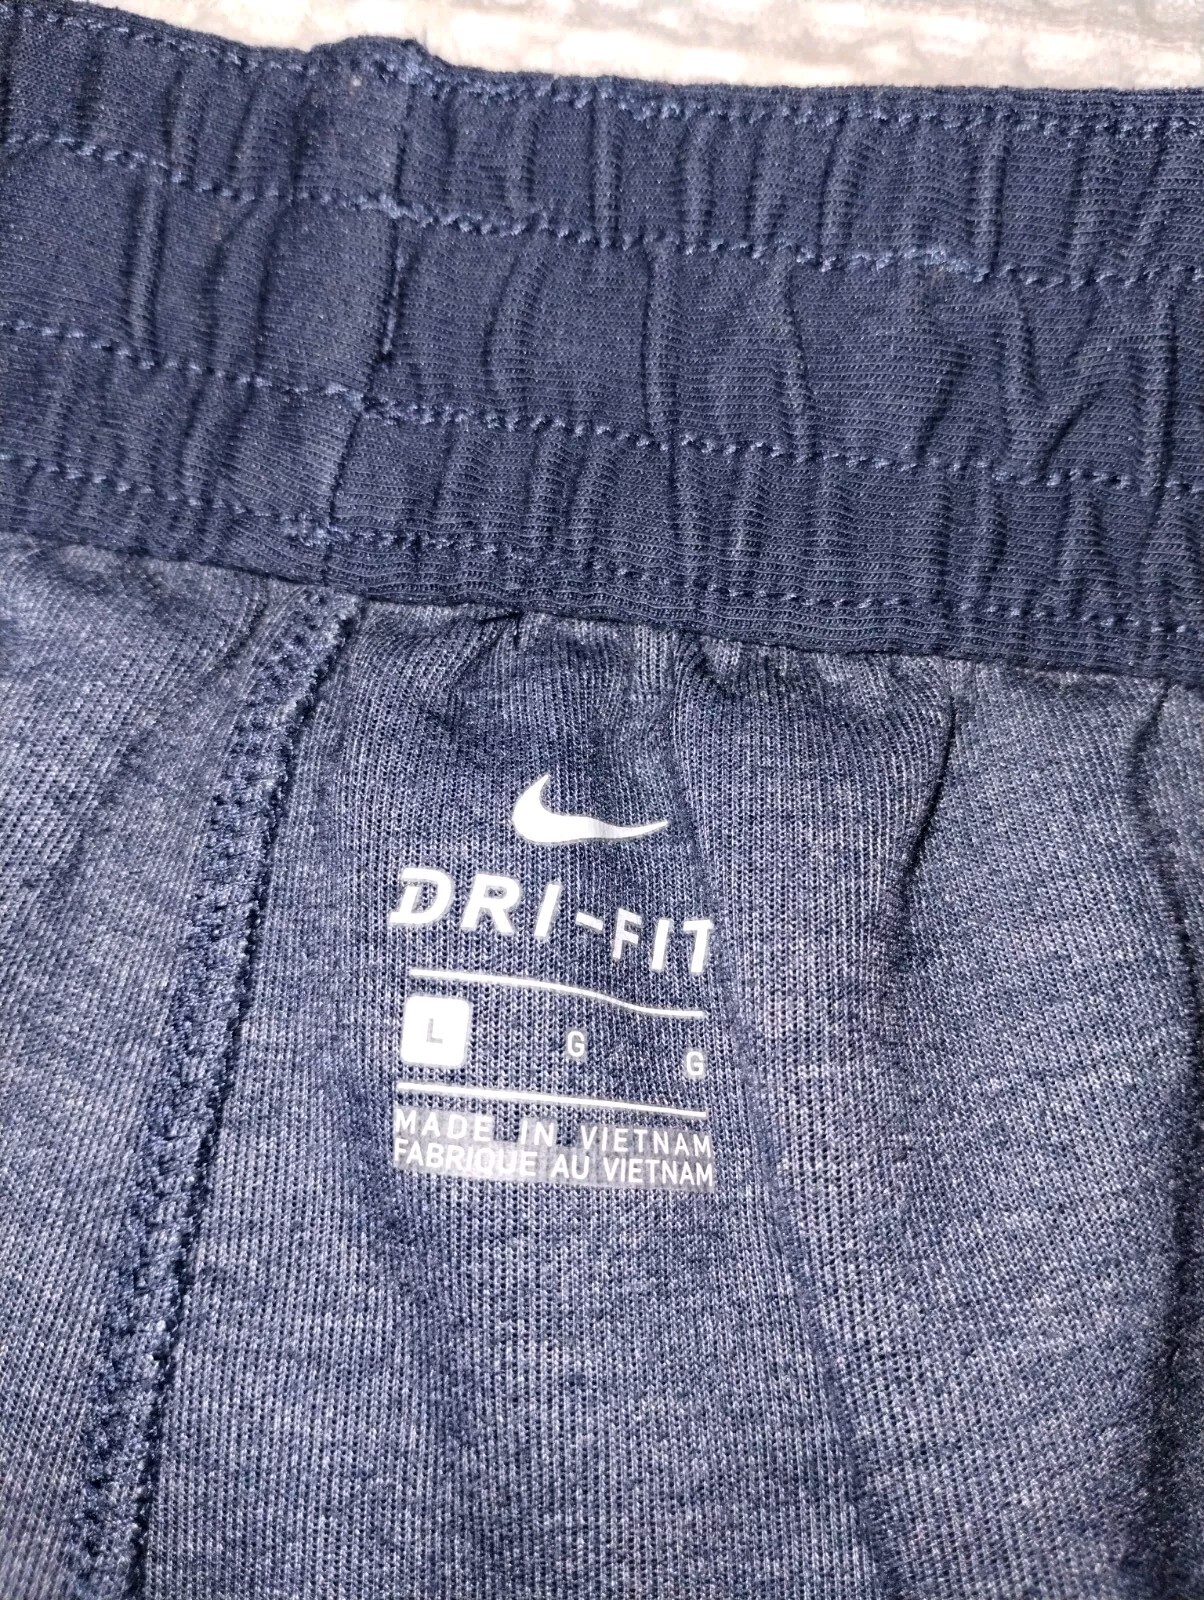 DRI-FIT
L G G
MADE IN VIETNAM
FABRIQUE AU VIETNAM